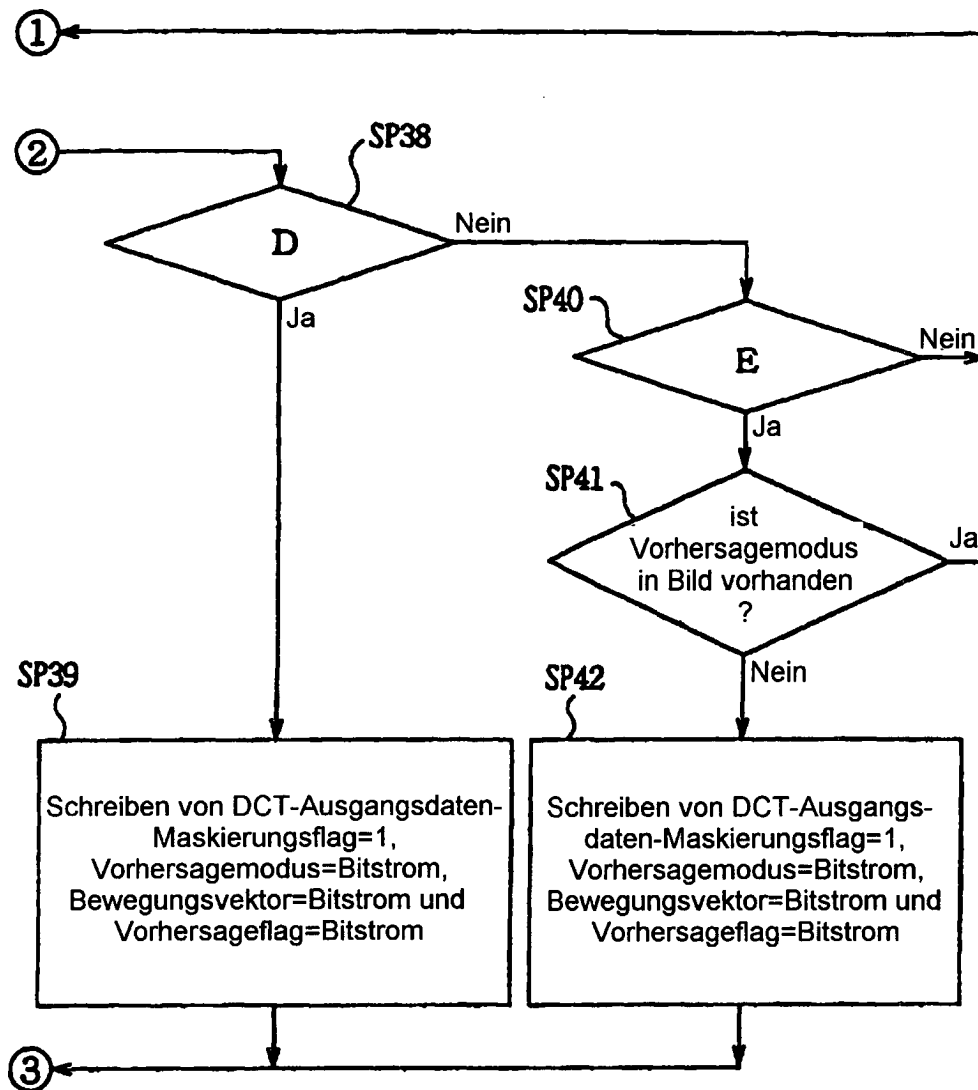 ①
②
SP38
D
Nein
Ja
SP40
E
Nein
Ja
SP41
ist
Vorhersagemodus
in Bild vorhanden
?
Ja
Nein
SP39
Schreiben von DCT-Ausgangsdaten-
Maskierungsflag=1,
Vorhersagemodus=Bitstrom,
Bewegungsvektor=Bitstrom und
Vorhersageflag=Bitstrom
SP42
Schreiben von DCT-Ausgangs-
daten-Maskierungsflag=1,
Vorhersagemodus=Bitstrom,
Bewegungsvektor=Bitstrom und
Vorhersageflag=Bitstrom
③